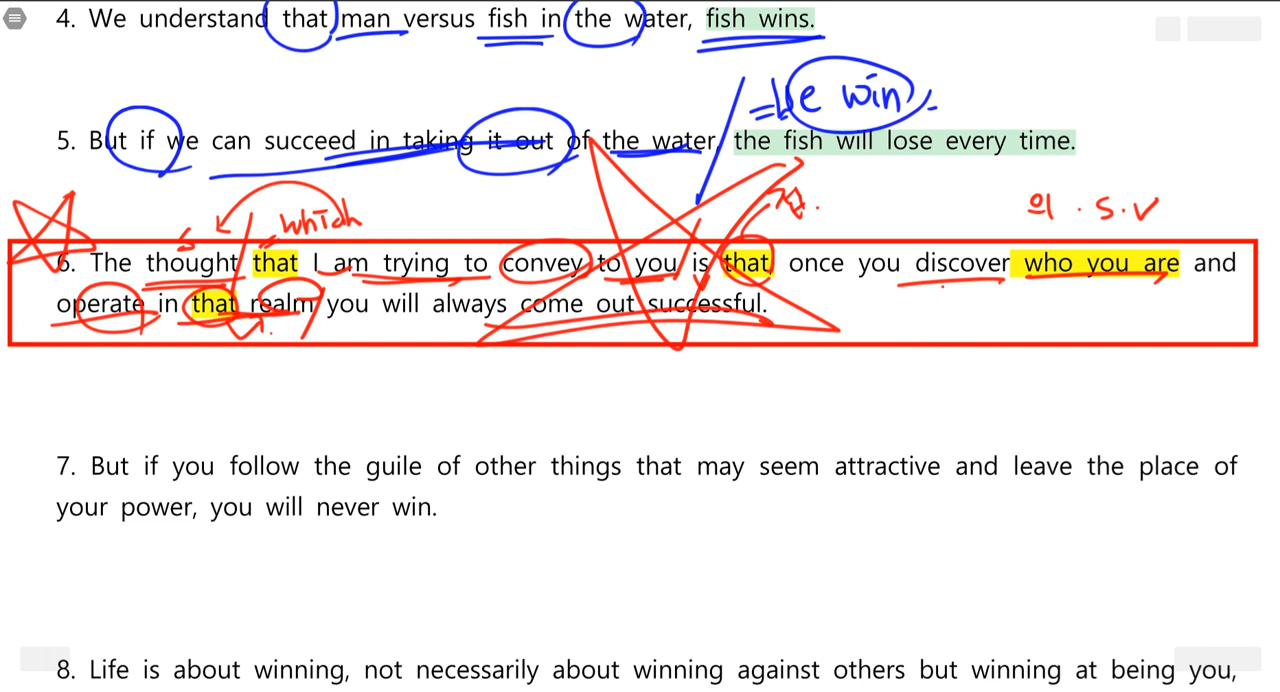 4. We understand that man versus fish in the water, fish wins.
=be win).
5. But if we can succeed in taking it out of the water, the fish will lose every time.
S
which
접.
의 . S. V
6. The thought that I am trying to convey to you is that, once you discover who you are and
operate in that realm, you will always come out successful.
7. But if you follow the guile of other things that may seem attractive and leave the place of
your power, you will never win.
8. Life is about winning, not necessarily about winning against others but winning at being you,